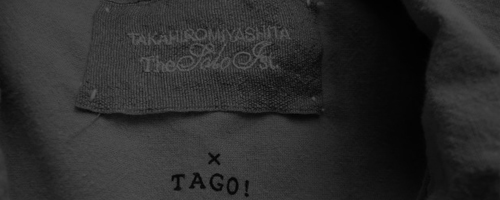 TAKAHIROMIYASHITA
TheSoloIst.
×
TAGO!